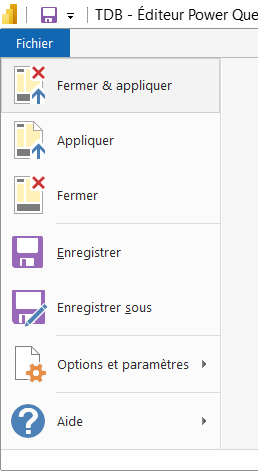 TDB - Éditeur Power Que
Fichier
Fermer & appliquer
Appliquer
Fermer
Enregistrer
Enregistrer sous
Options et paramètres
Aide